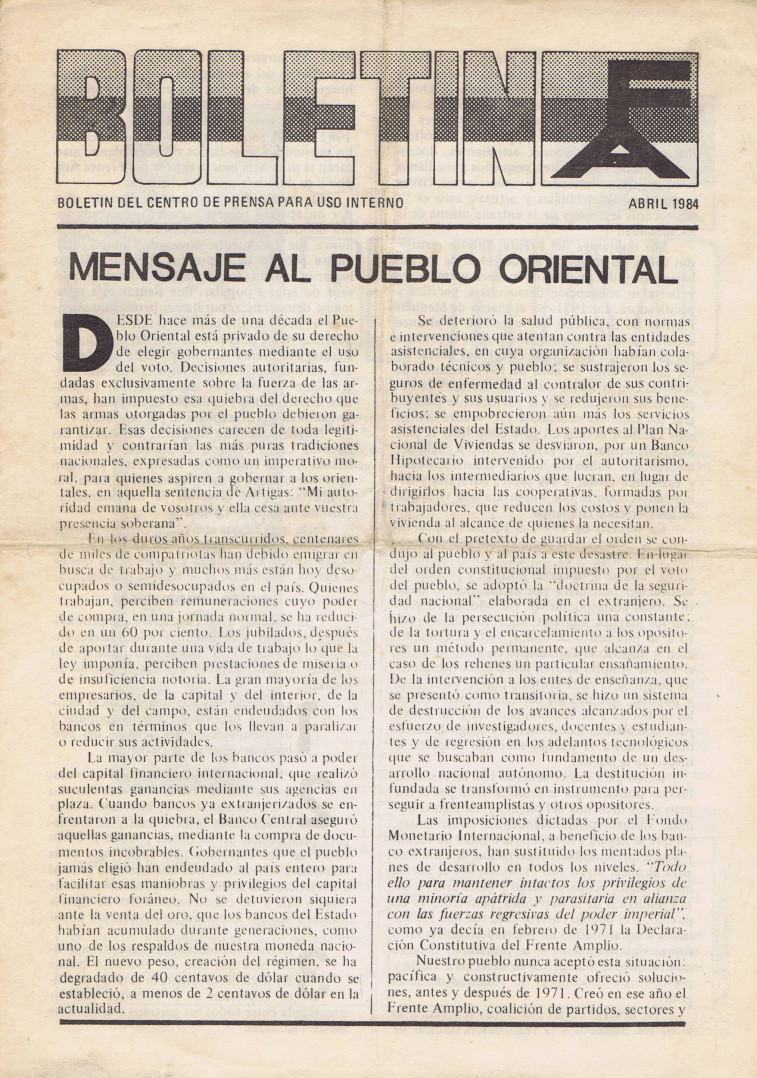 BOLETIN FA
BOLETIN DEL CENTRO DE PRENSA PARA USO INTERNO
ABRIL 1984
MENSAJE AL PUEBLO ORIENTAL
DESDE hace más de una década el Pue-
blo Oriental está privado de su derecho
de elegir gobernantes mediante el uso
del voto. Decisiones autoritarias, fun-
dadas exclusivamente sobre la fuerza de las ar-
mas, han impuesto esa quiebra del derecho que
las armas otorgadas por el pueblo debieron ga-
rantizar. Esas decisiones carecen de toda legiti-
midad y contrarían las más puras tradiciones
nacionales, expresadas como un imperativo mo-
ral, para quienes aspiren a gobernar a los orien-
tales, en aquella sentencia de Artigas: “Mi auto-
ridad emana de vosotros y ella cesa ante vuestra
presencia soberana”.
En los duros años transcurridos, centenares
de miles de compatriotas han debido emigrar en
busca de trabajo y muchos más están hoy deso-
cupados o semidesocupados en el país. Quienes
trabajan, perciben remuneraciones cuyo poder
de compra, en una jornada normal, se ha reduci-
do en un 60 por ciento. Los jubilados, después
de aportar durante una vida de trabajo lo que la
ley imponía, perciben prestaciones de miseria o
de insuficiencia notoria. La gran mayoría de los
empresarios, de la capital y del interior, de la
ciudad y del campo, están endeudados con los
bancos en términos que los llevan a paralizar
o reducir sus actividades.
La mayor parte de los bancos pasó a poder
del capital financiero internacional, que realizó
suculentas ganancias mediante sus agencias en
plaza. Cuando bancos ya extranjerizados se en-
frentaron a la quiebra, el Banco Central aseguró
aquellas ganancias, mediante la compra de docu-
mentos incobrables. Gobernantes que el pueblo
jamás eligió han endeudado al país entero para
facilitar esas maniobras y privilegios del capital
financiero foráneo. No se detuvieron siquiera
ante la venta del oro, que los bancos del Estado
habían acumulado durante generaciones, como
uno de los respaldos de nuestra moneda nacio-
nal. El nuevo peso, creación del régimen, se ha
degradado de 40 centavos de dólar cuando se
estableció, a menos de 2 centavos de dólar en la
actualidad.
Se deterioró la salud pública, con normas
e intervenciones que atentan contra las entidades
asistenciales, en cuya organización habían cola-
borado técnicos y pueblo; se sustrajeron los se-
guros de enfermedad al contralor de sus contri-
buyentes y sus usuarios y se redujeron sus bene-
ficios; se empobrecieron aún más los servicios
asistenciales del Estado. Los aportes al Plan Na-
cional de Viviendas se desviaron, por un Banco
Hipotecario intervenido por el autoritarismo,
hacia los intermediarios que lucran, en lugar de
dirigirlos hacia las cooperativas, formadas por
trabajadores, que reducen los costos y ponen la
vivienda al alcance de quienes la necesitan.
Con el pretexto de guardar el orden se con-
dujo al pueblo y al país a este desastre. En lugar
del orden constitucional impuesto por el voto
del pueblo, se adoptó la “doctrina de la seguri-
dad nacional” elaborada en el extranjero. Se
hizo de la persecución política una constante;
de la tortura y el encarcelamiento a los oposito-
res un método permanente, que alcanza en el
caso de los rehenes un particular ensañamiento.
De la intervención a los entes de enseñanza, que
se presentó como transitoria, se hizo un sistema
de destrucción de los avances alcanzados por el
esfuerzo de investigadores, docentes y estudian-
tes y de regresión en los adelantos tecnológicos
que se buscaban como fundamento de un des-
arrollo nacional autónomo. La destitución in-
fundada se transformó en instrumento para per-
seguir a frenteamplistas y otros opositores.
Las imposiciones dictadas por el Fondo
Monetario Internacional, a beneficio de los ban-
co extranjeros, han sustituido los mentados pla-
nes de desarrollo en todos los niveles. “Todo
ello para mantener intactos los privilegios de
una minoría apátrida y parasitaria en alianza
con las fuerzas regresivas del poder imperial”,
como ya decía en febrero de 1971 la Declara-
ción Constitutiva del Frente Amplio.
Nuestro pueblo nunca aceptó esta situación:
pacífica y constructivamente ofreció solucio-
nes, antes y después de 1971. Creó en ese año el
Frente Amplio, coalición de partidos, sectores y